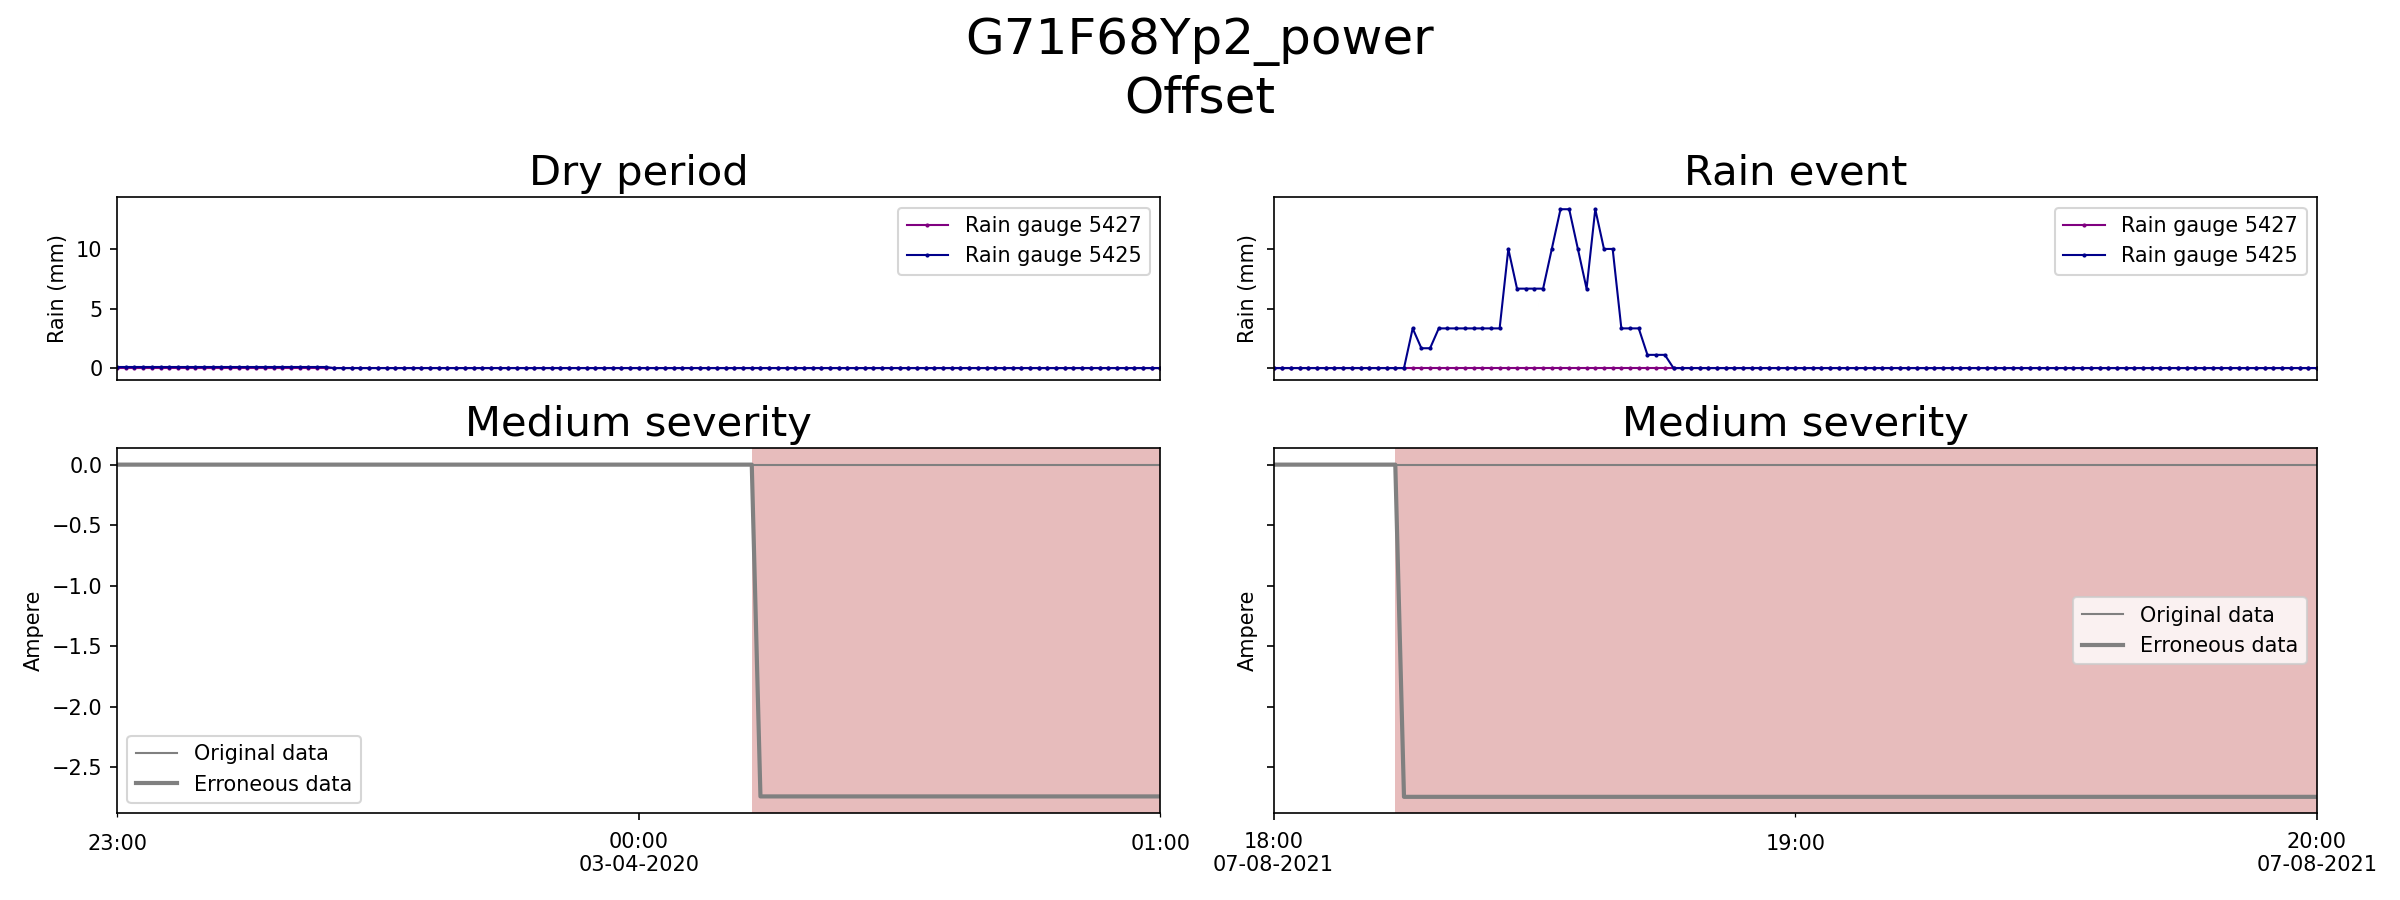 G71F68Yp2_power
Offset
Dry period
Rain (mm)
10
5
0
Rain gauge 5427
Rain gauge 5425
Rain event
Rain (mm)
Rain gauge 5427
Rain gauge 5425
Medium severity
Ampere
0.0
−0.5
−1.0
−1.5
−2.0
−2.5
Original data
Erroneous data
23:00
00:00
03-04-2020
01:00
Medium severity
Ampere
Original data
Erroneous data
18:00
07-08-2021
19:00
20:00
07-08-2021